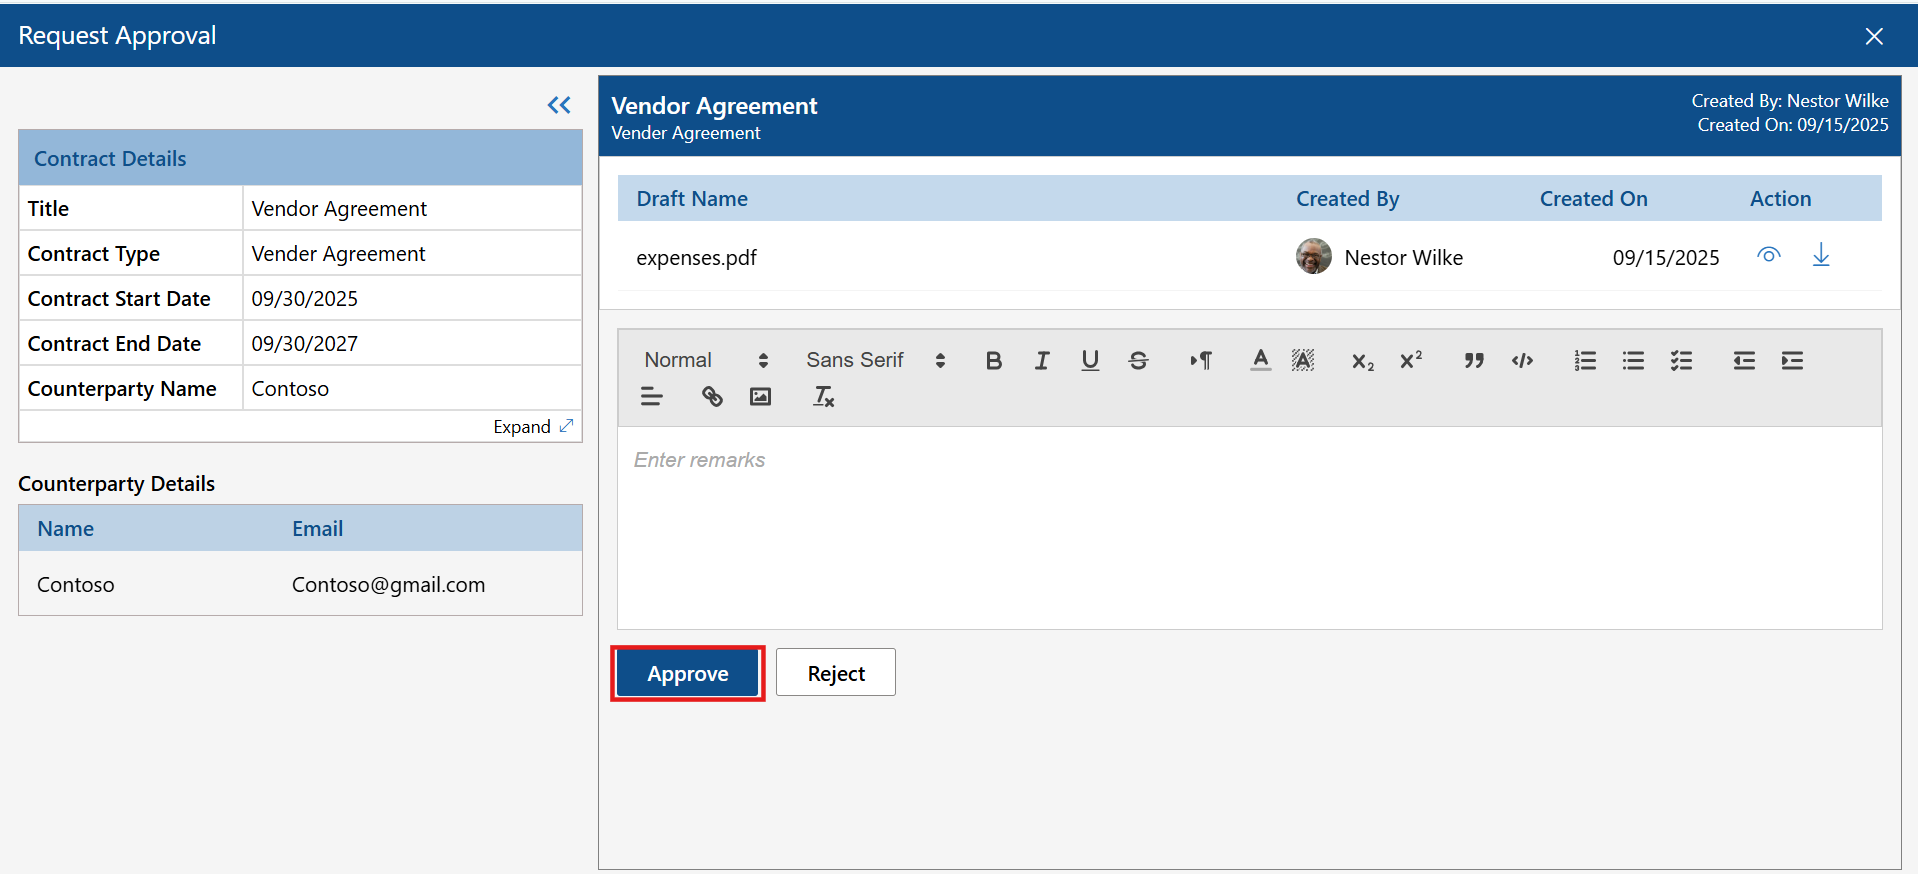 Request Approval
Contract Details
Title Vendor Agreement
Contract Type Vender Agreement
Contract Start Date 09/30/2025
Contract End Date 09/30/2027
Counterparty Name Contoso
Expand
Counterparty Details
Name Email
Contoso Contoso@gmail.com
Vendor Agreement
Vender Agreement
Created By: Nestor Wilke
Created On: 09/15/2025
Draft Name Created By Created On Action
expenses.pdf Nestor Wilke 09/15/2025
Normal Sans Serif
Enter remarks
Approve Reject